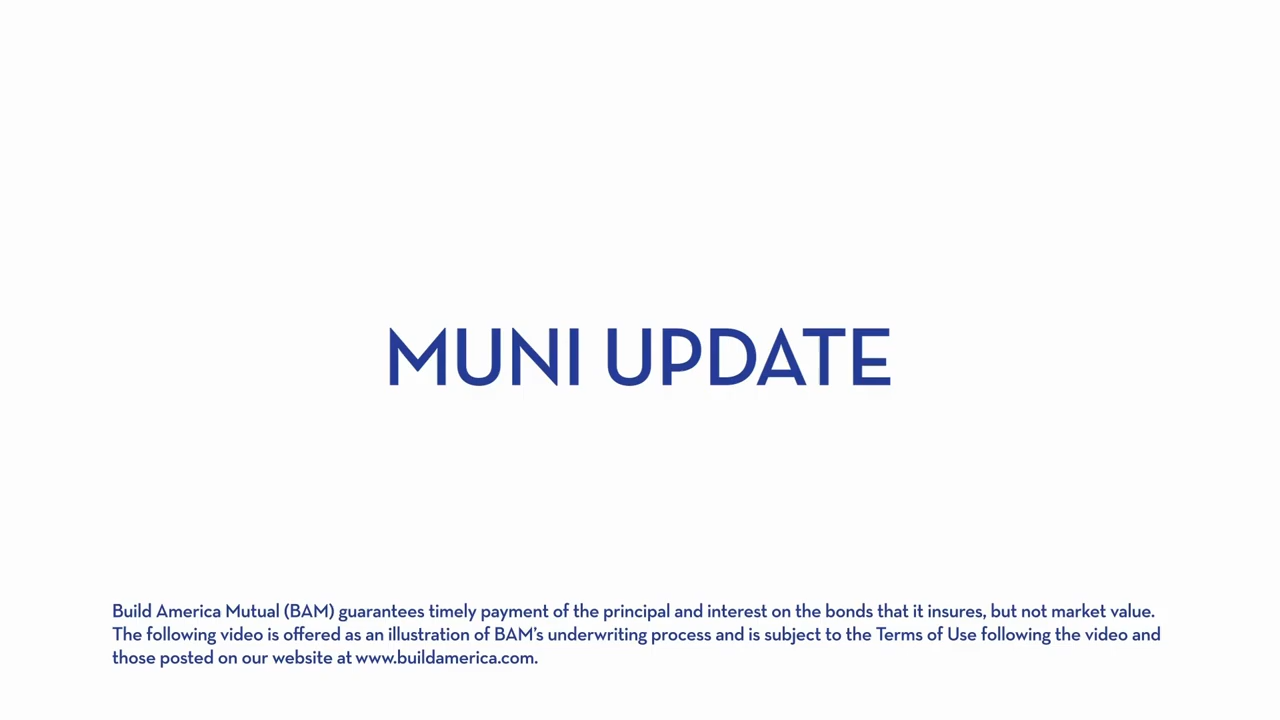 MUNI UPDATE
Build America Mutual (BAM) guarantees timely payment of the principal and interest on the bonds that it insures, but not market value.
The following video is offered as an illustration of BAM's underwriting process and is subject to the Terms of Use following the video and
those posted on our website at www.buildamerica.com.